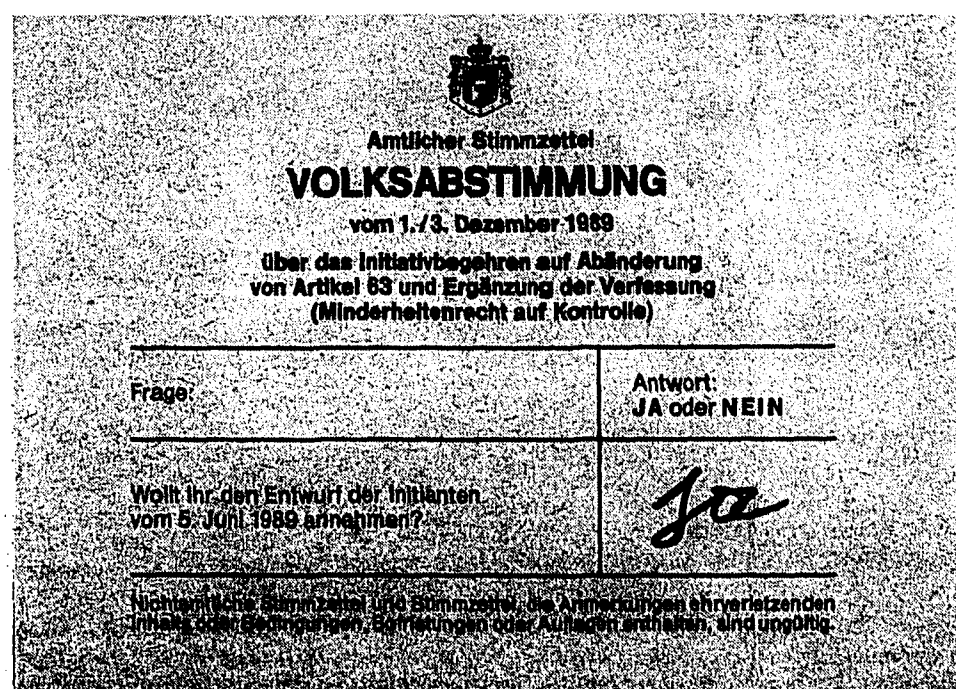 Amtlicher Stimmzettel
VOLKSABSTIMMUNG
vom 1./3. Dezember 1989
über das Initiativbegehren auf Abänderung
von Artikel 63 und Ergänzung der Verfassung
(Minderheitenrecht auf Kontrolle)
Frage:
Antwort:
JA oder NEIN
Wollt Ihr den Entwurf der Initianten
vom 5. Juni 1989 annehmen?
Ja
Nichtamtliche Stimmzettel und Stimmzettel, die Anmerkungen ehrverletzenden
Inhalts oder Bedingungen, Befristungen oder Auflagen enthalten, sind ungültig.